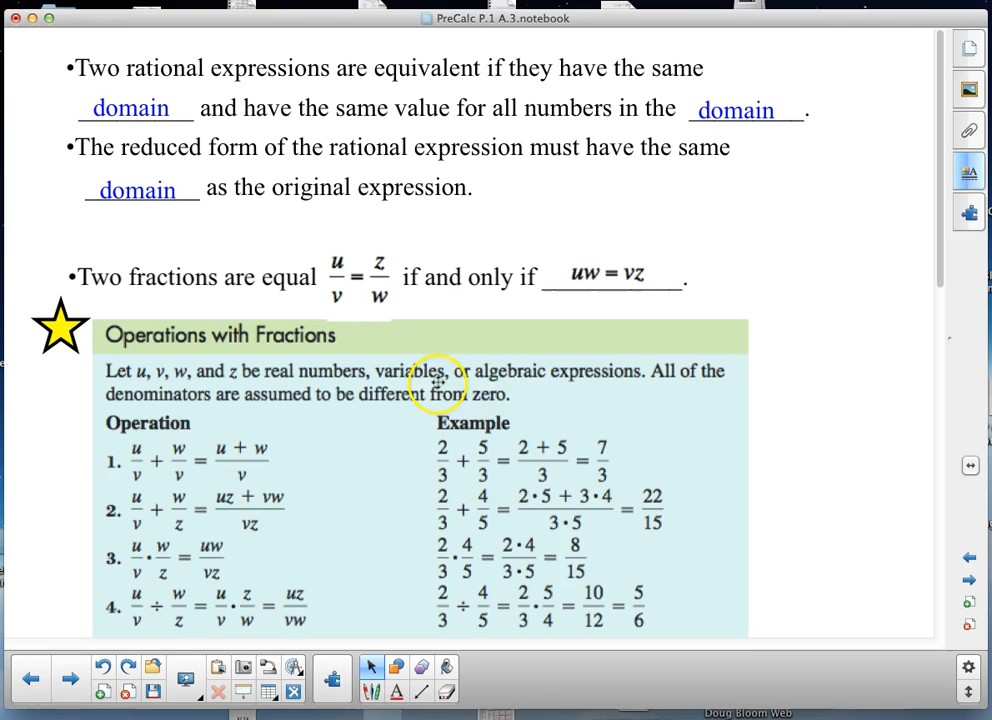 PreCalc P.1 A.3.notebook
•Two rational expressions are equivalent if they have the same
domain and have the same value for all numbers in the domain.
•The reduced form of the rational expression must have the same
domain as the original expression.
•Two fractions are equal u/v = z/w if and only if uw = vz.
Operations with Fractions
Let u, v, w, and z be real numbers, variables, or algebraic expressions. All of the
denominators are assumed to be different from zero.
Operation Example
1. u/v + w/v = (u + w)/v 2/3 + 5/3 = (2 + 5)/3 = 7/3
2. u/v + w/z = (uz + vw)/vz 2/3 + 4/5 = (2·5 + 3·4)/(3·5) = 22/15
3. u/v · w/z = uw/vz 2/3 · 4/5 = (2·4)/(3·5) = 8/15
4. u/v ÷ w/z = u/v · z/w = uz/vw 2/3 ÷ 4/5 = 2/3 · 5/4 = 10/12 = 5/6
Doug Bloom Web